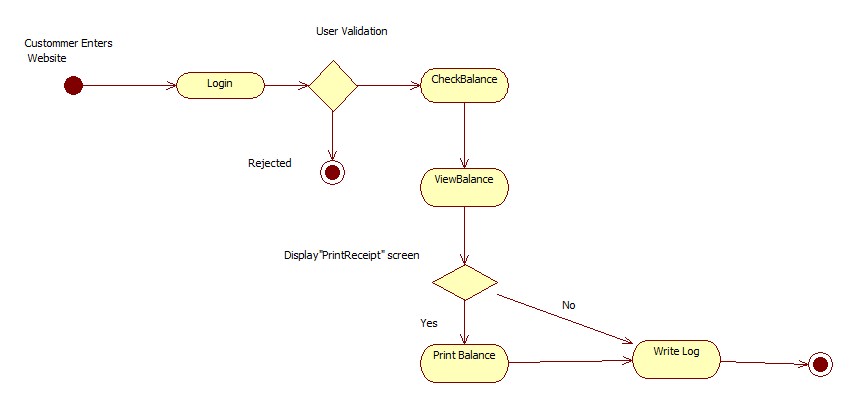 User Validation
Custommer Enters
Website
Login
CheckBalance
Rejected
ViewBalance
Display"PrintReceipt" screen
No
Yes
Print Balance
Write Log